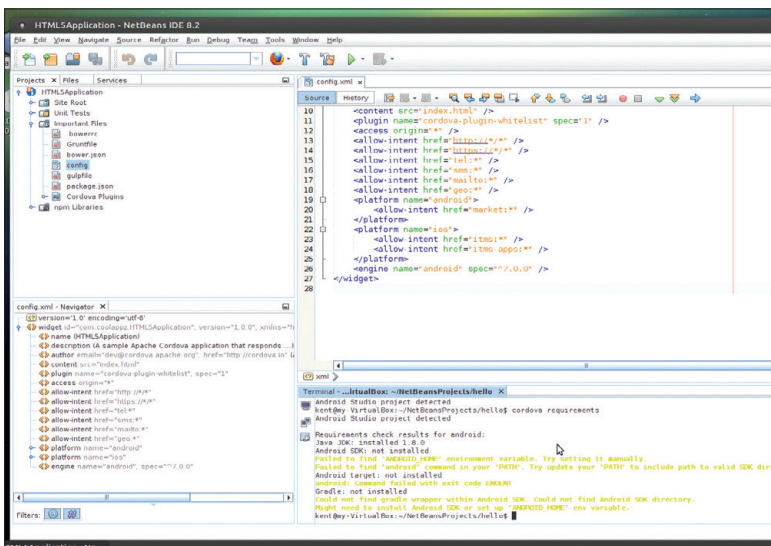 HTML5Application - NetBeans IDE 8.2
File Edit View Navigate Source Refactor Run Debug Team Tools Window Help
Projects Files Services
HTML5Application
Site Root
Unit Tests
Important Files
bowerrc
Gruntfile
bower.json
config
gulpfile
package.json
Cordova Plugins
npm Libraries
config.xml
Source History
10 <content src="index.html" />
11 <plugin name="cordova-plugin-whitelist" spec="1" />
12 <access origin="*" />
13 <allow-intent href="http://*/*" />
14 <allow-intent href="https://*/*" />
15 <allow-intent href="tel:*" />
16 <allow-intent href="sms:*" />
17 <allow-intent href="mailto:*" />
18 <allow-intent href="geo:*" />
19 <platform name="android">
20 <allow-intent href="market:*" />
21 </platform>
22 <platform name="ios">
23 <allow-intent href="itms:*" />
24 <allow-intent href="itms-apps:*" />
25 </platform>
26 <engine name="android" spec="^7.0.0" />
27 </widget>
28
xml
config.xml - Navigator
version='1.0' encoding='utf-8'
widget id="com.coolappz.HTML5Application", version="1.0.0", xmlns="h
name (HTML5Application)
description (A sample Apache Cordova application that responds ...)
author email="dev@cordova.apache.org", href="http://cordova.io" (
content src="index.html"
plugin name="cordova-plugin-whitelist", spec="1"
access origin="*"
allow-intent href="http://*/*"
allow-intent href="https://*/*"
allow-intent href="tel:*"
allow-intent href="sms:*"
allow-intent href="mailto:*"
allow-intent href="geo:*"
platform name="android"
platform name="ios"
engine name="android", spec="^7.0.0"
Filters:
Terminal - ...irtualBox: ~/NetBeansProjects/hello
Android Studio project detected
kent@my-VirtualBox:~/NetBeansProjects/hello$ cordova requirements
Android Studio project detected
Requirements check results for android:
Java JDK: installed 1.8.0
Android SDK: not installed
Failed to find 'ANDROID_HOME' environment variable. Try setting it manually.
Failed to find 'android' command in your 'PATH'. Try update your 'PATH' to include path to valid SDK dire
Android target: not installed
android: Command failed with exit code ENOENT
Gradle: not installed
Could not find gradle wrapper within Android SDK. Could not find Android SDK directory.
Might need to install Android SDK or set up 'ANDROID_HOME' env variable.
kent@my-VirtualBox:~/NetBeansProjects/hello$